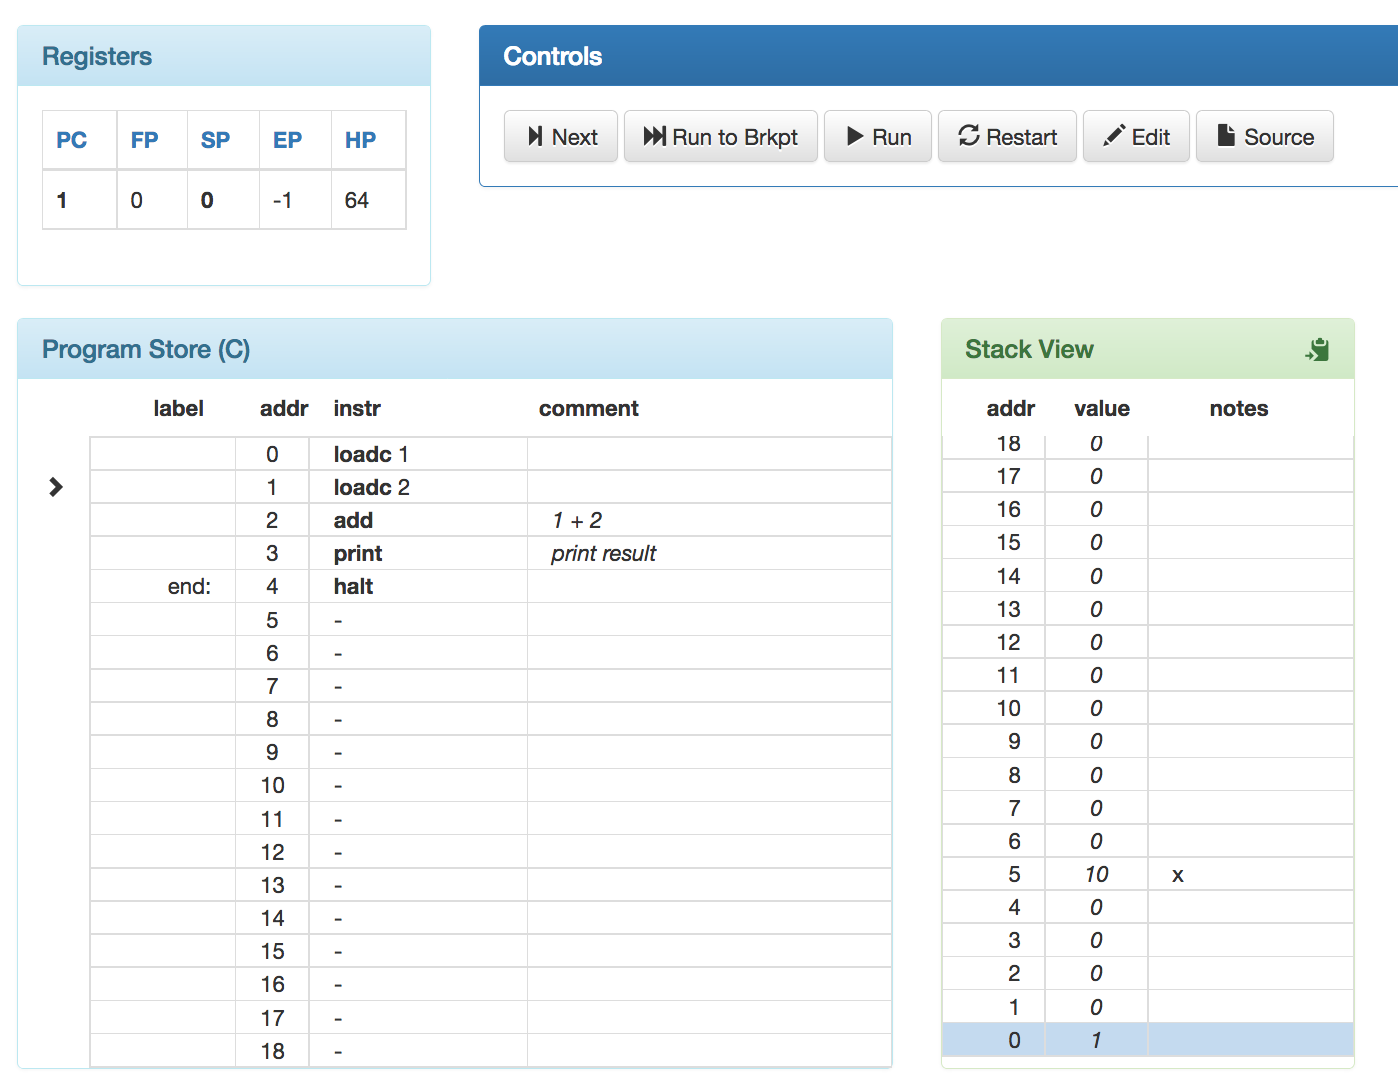 Registers
PC FP SP EP HP
1 0 0 -1 64
Controls
Next Run to Brkpt Run Restart Edit Source
Program Store (C)
label addr instr comment
0 loadc 1
1 loadc 2
2 add 1 + 2
3 print print result
end: 4 halt
5 -
6 -
7 -
8 -
9 -
10 -
11 -
12 -
13 -
14 -
15 -
16 -
17 -
18 -
Stack View
addr value notes
18 0
17 0
16 0
15 0
14 0
13 0
12 0
11 0
10 0
9 0
8 0
7 0
6 0
5 10 x
4 0
3 0
2 0
1 0
0 1